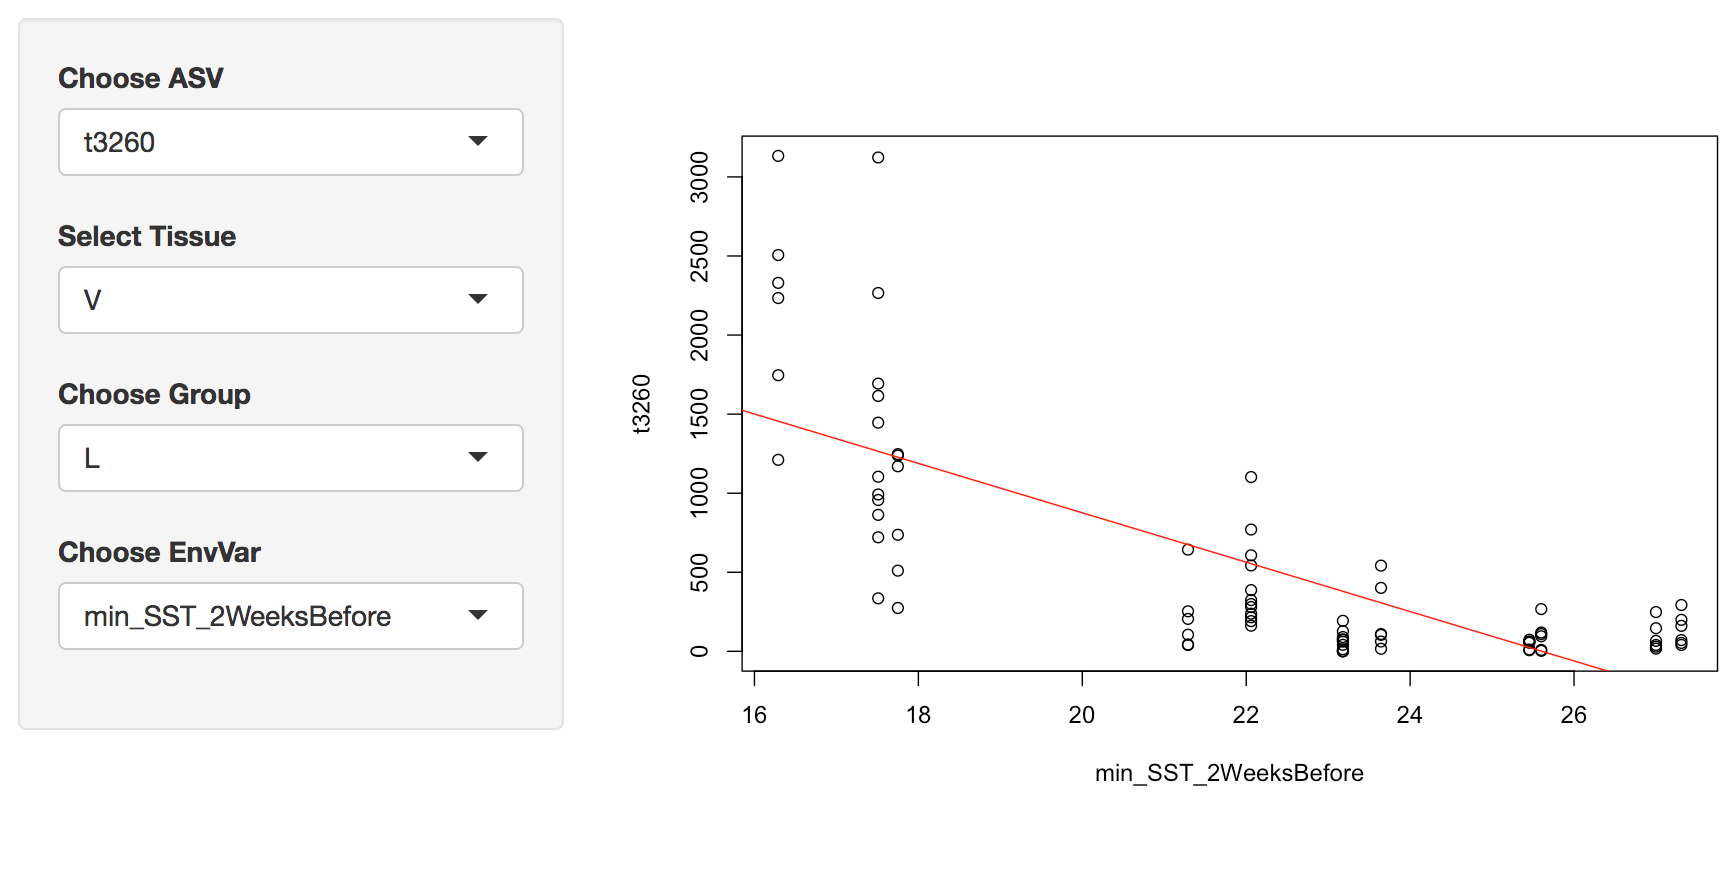 Choose ASV
t3260
Select Tissue
V
Choose Group
L
Choose EnvVar
min_SST_2WeeksBefore
3000
2500
2000
1500
1000
500
0
t3260
16 18 20 22 24 26
min_SST_2WeeksBefore